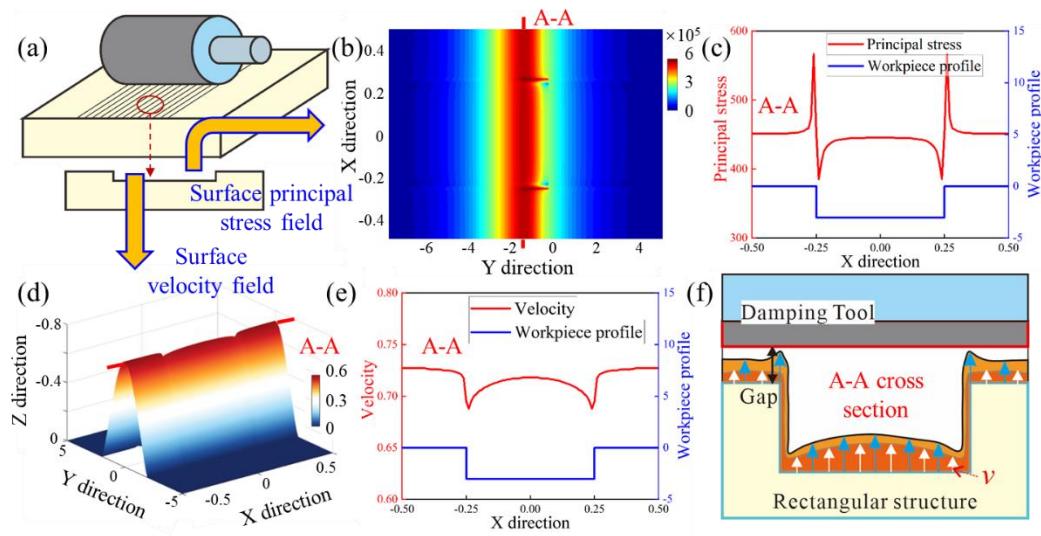 (a)
Surface principal
stress field
Surface
velocity field
(b)
A-A
×10⁵
6
5
3
2
0
0.4
0.2
0
-0.2
-0.4
X direction
-6 -4 -2 0 2 4
Y direction
(c)
Principal stress
Workpiece profile
A-A
600
500
400
300
Principal stress
15
10
5
0
-5
Workpiece profile
-0.50 -0.25 0.00 0.25 0.50
X direction
(d)
-0.8
-0.4
0
Z direction
A-A
0.6
0.3
0
5
0
-5
Y direction
-0.5
0
0.5
X direction
(e)
Velocity
Workpiece profile
A-A
0.80
0.75
0.70
0.65
0.60
Velocity
15
10
5
0
-5
Workpiece profile
-0.50 -0.25 0.00 0.25 0.50
X direction
(f)
Damping Tool
Gap
A-A cross
section
v
Rectangular structure